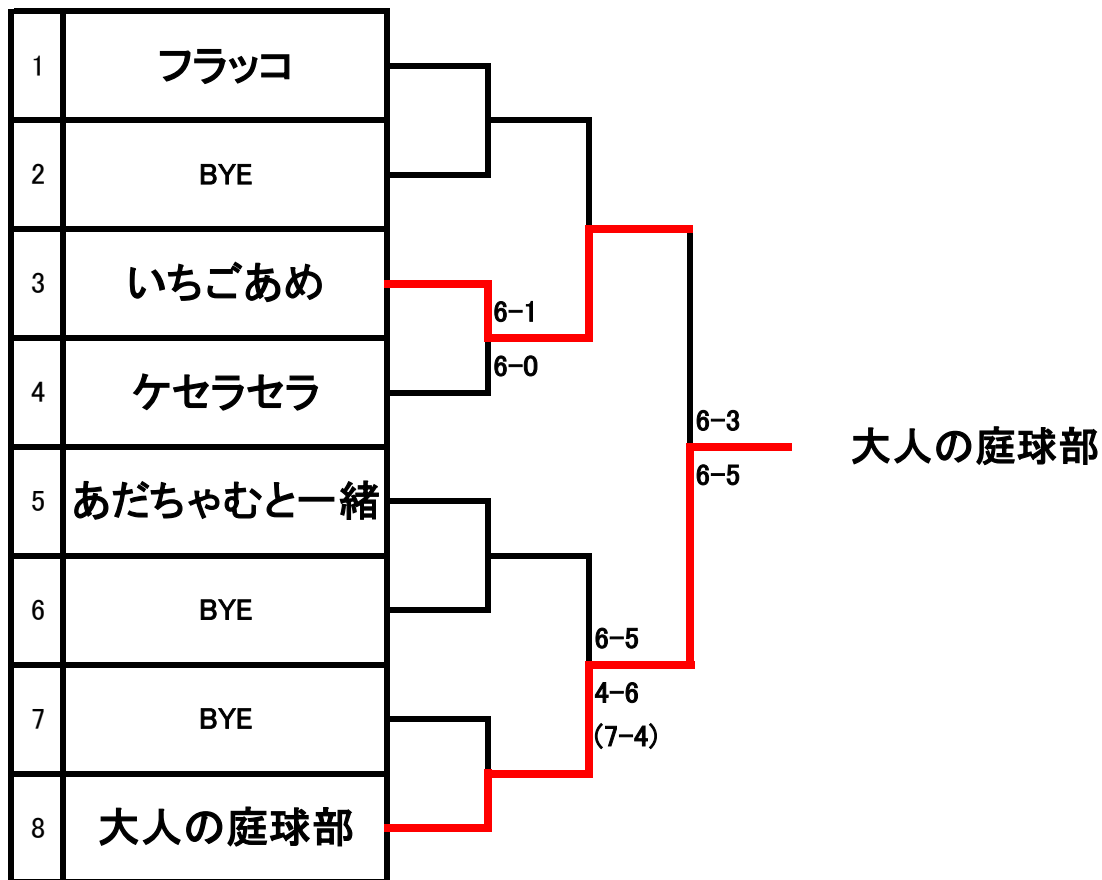 1 フラッコ
2 BYE
3 いちごあめ
6-1
4 ケセラセラ
6-0
5 あだちゃむと一緒
6 BYE
6-5
7 BYE
4-6
(7-4)
8 大人の庭球部
6-3
6-5
大人の庭球部